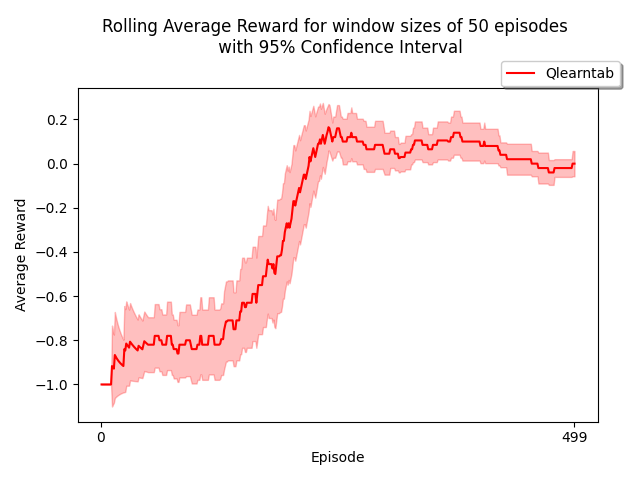 Rolling Average Reward for window sizes of 50 episodes
with 95% Confidence Interval
Qlearntab
0.2
0.0
−0.2
−0.4
−0.6
−0.8
−1.0
Average Reward
0
499
Episode